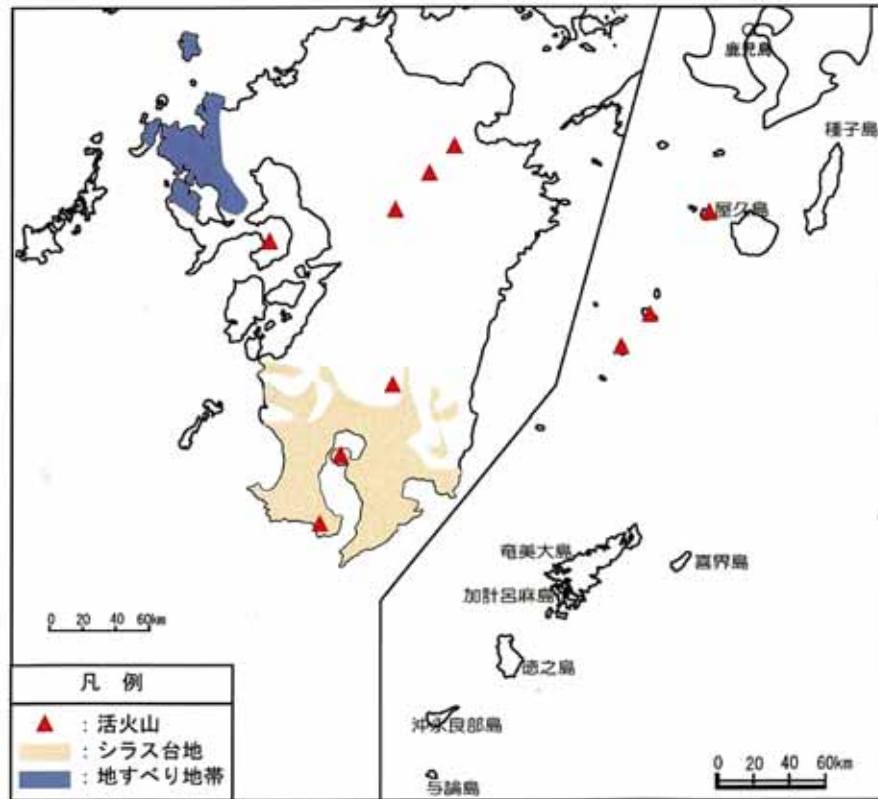 鹿児島
種子島
屋久島
竜美大島
喜界島
加計呂麻島
徳之島
沖永良部島
与論島
0 20 40 60km
0 20 40 60km
凡 例
:活火山
:シラス台地
:地すべり地帯